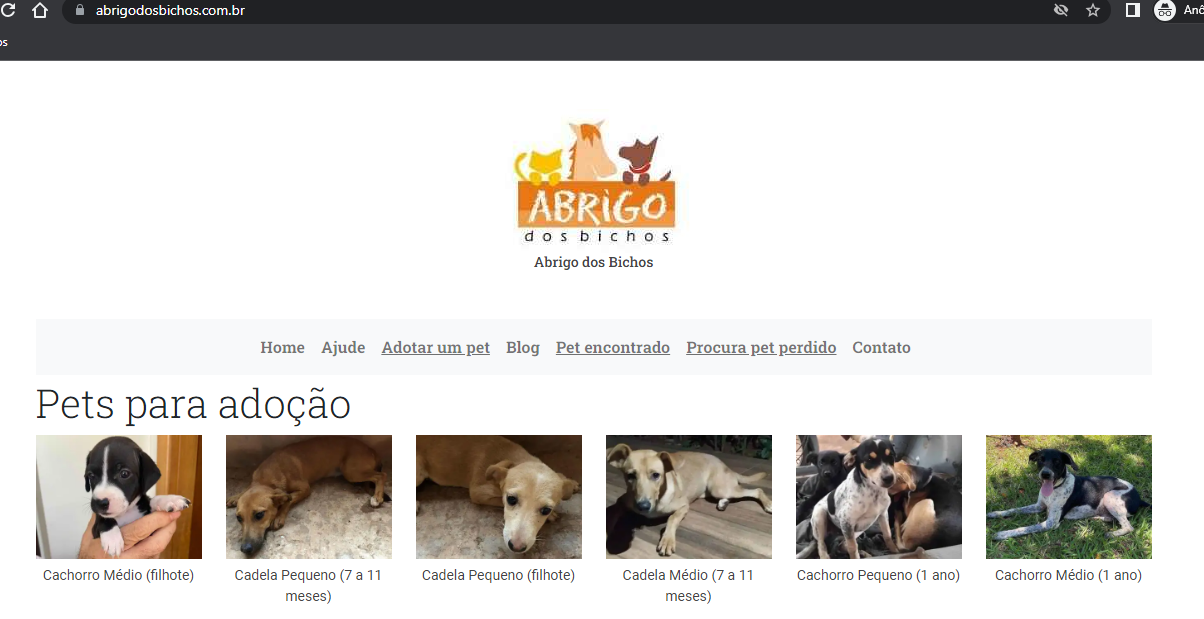 abrigodosbichos.com.br
Anô
os
ABRIGO
dos bichos
Abrigo dos Bichos
Home Ajude Adotar um pet Blog Pet encontrado Procura pet perdido Contato
Pets para adoção
Cachorro Médio (filhote)
Cadela Pequeno (7 a 11
meses)
Cadela Pequeno (filhote)
Cadela Médio (7 a 11
meses)
Cachorro Pequeno (1 ano)
Cachorro Médio (1 ano)